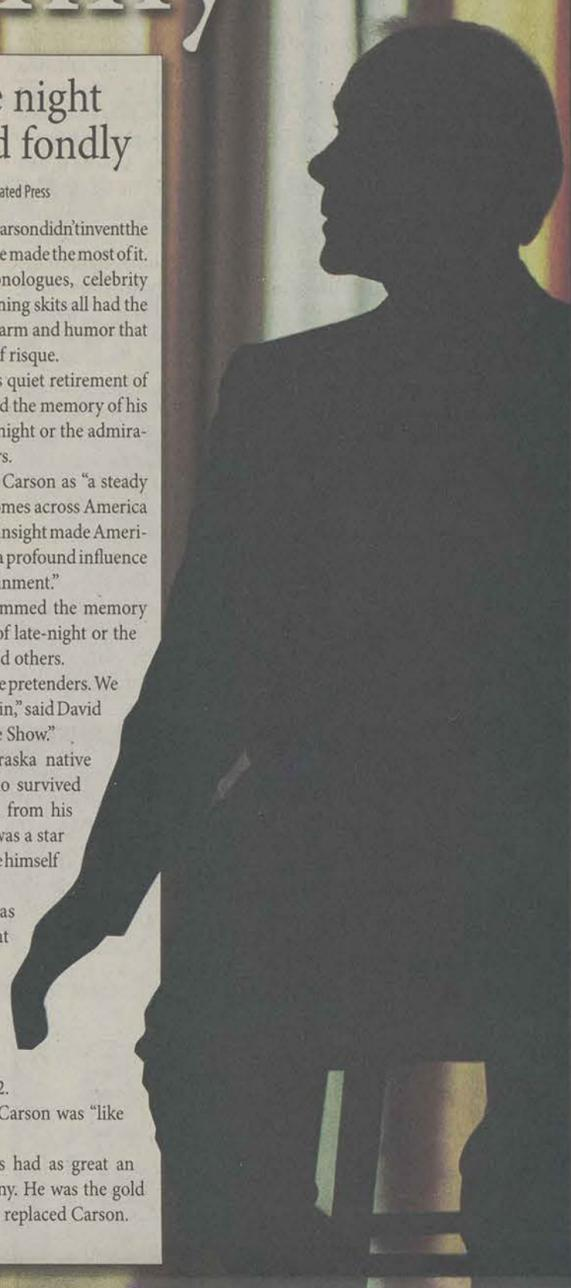 night
d fondly
ated Press
arsondidn'tinventthe
e made the most of it.
nologues, celebrity
ning skits all had the
arm and humor that
f risque.
s quiet retirement of
d the memory of his
night or the admira-
rs.
Carson as "a steady
mes across America
nsight made Ameri-
a profound influence
inment."
mmed the memory
of late-night or the
d others.
e pretenders. We
in," said David
Show."
raska native
o survived
from his
was a star
e himself
as
nt
2.
Carson was "like
s had as great an
ny. He was the gold
replaced Carson.